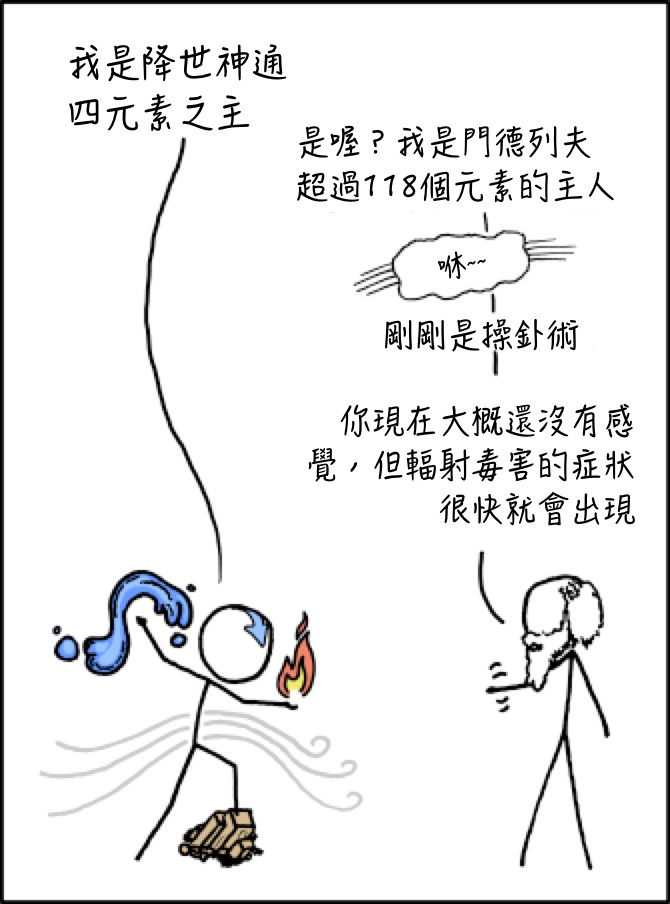 我是降世神通
四元素之主
是喔？我是門德列夫
超過118個元素的主人
咻~~
剛剛是操釙術
你現在大概還沒有感
覺，但輻射毒害的症狀
很快就會出現